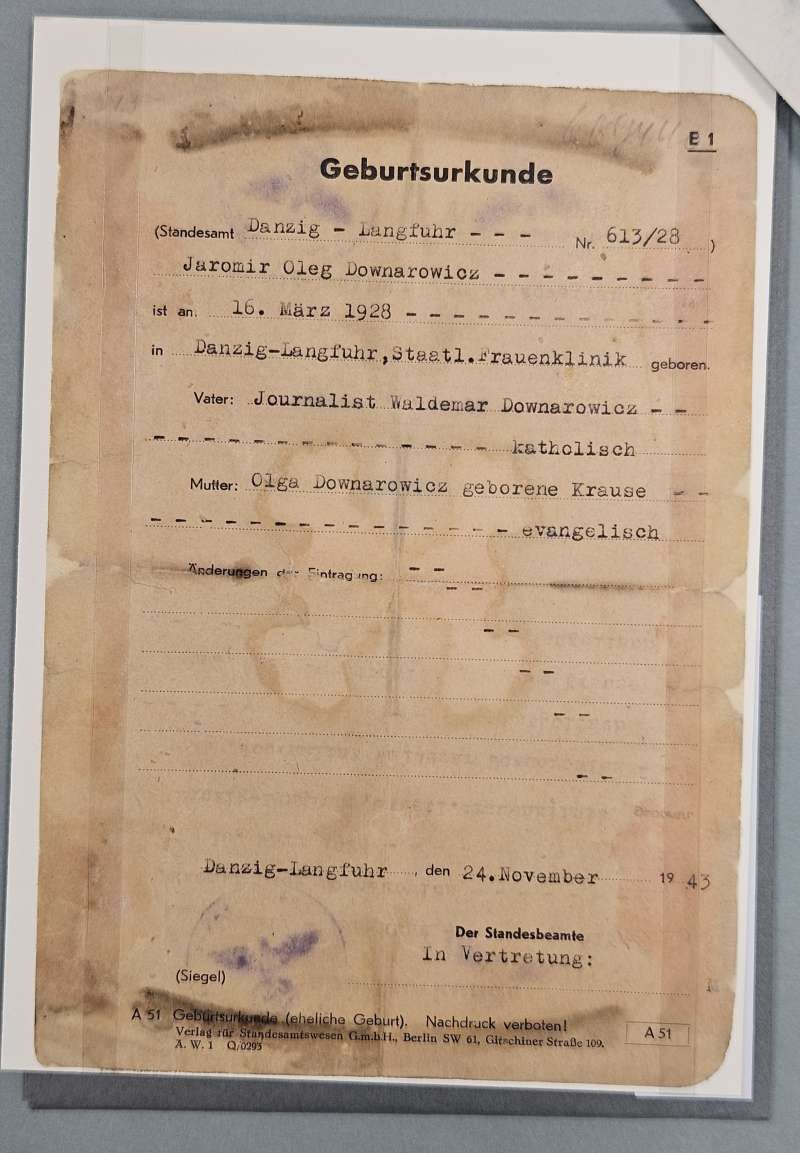 B 1
Geburtsurkunde
(Standesamt Danzig - Langfuhr - - - Nr. 613/28 )
Jaromir Oleg Downarowicz - - - - - - - - -
ist am 16. März 1928 - - - - - - - - - - - -
in Danzig-Langfuhr, Staatl. Frauenklinik geboren.
Vater: Journalist Waldemar Downarowicz - -
- - - - - - - - - - - - - - katholisch
Mutter: Olga Downarowicz geborene Krause - -
- - - - - - - - - - - - - - - evangelisch
Änderungen der Eintragung: - -
- -
- -
- -
- -
- -
Danzig-Langfuhr, den 24. November 19 43
Der Standesbeamte
In Vertretung:
(Siegel)
A 51 Geburtsurkunde (eheliche Geburt). Nachdruck verboten!
Verlag für Standesamtswesen G.m.b.H., Berlin SW 61, Gitschiner Straße 109.
A. W. 1 Q/0293
A 51